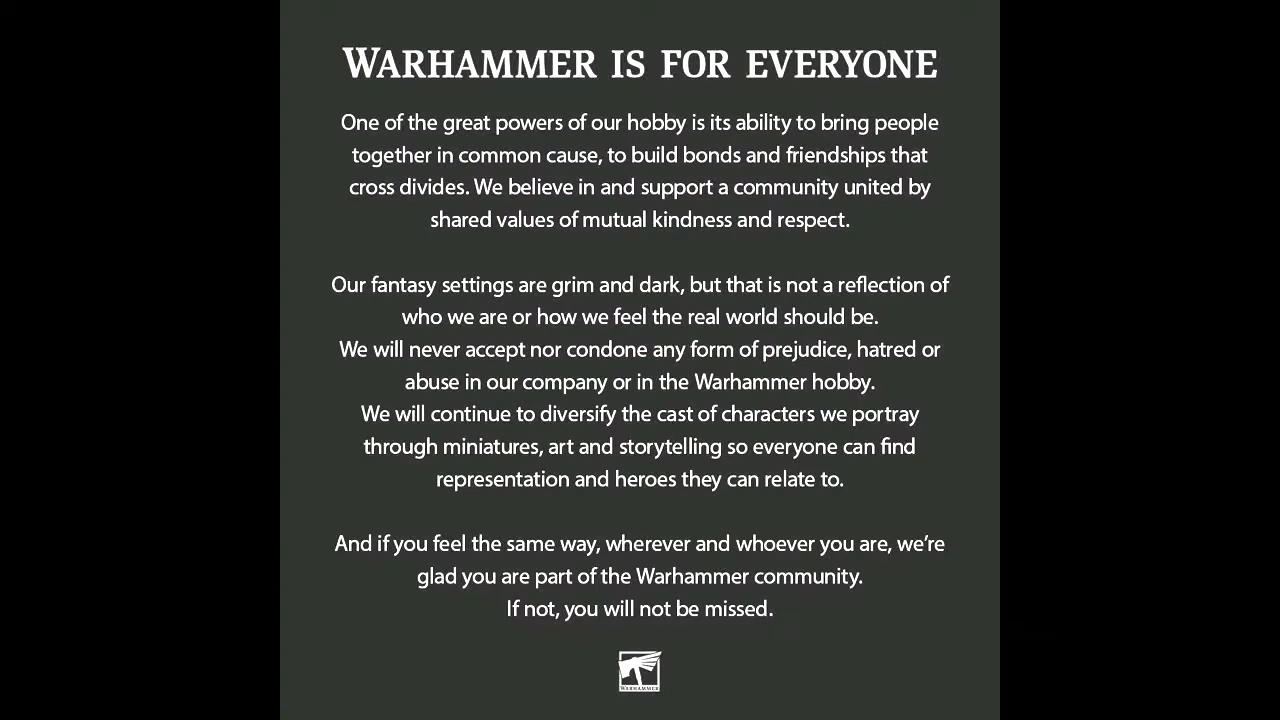 WARHAMMER IS FOR EVERYONE
One of the great powers of our hobby is its ability to bring people
together in common cause, to build bonds and friendships that
cross divides. We believe in and support a community united by
shared values of mutual kindness and respect.
Our fantasy settings are grim and dark, but that is not a reflection of
who we are or how we feel the real world should be.
We will never accept nor condone any form of prejudice, hatred or
abuse in our company or in the Warhammer hobby.
We will continue to diversify the cast of characters we portray
through miniatures, art and storytelling so everyone can find
representation and heroes they can relate to.
And if you feel the same way, wherever and whoever you are, we’re
glad you are part of the Warhammer community.
If not, you will not be missed.
WARHAMMER